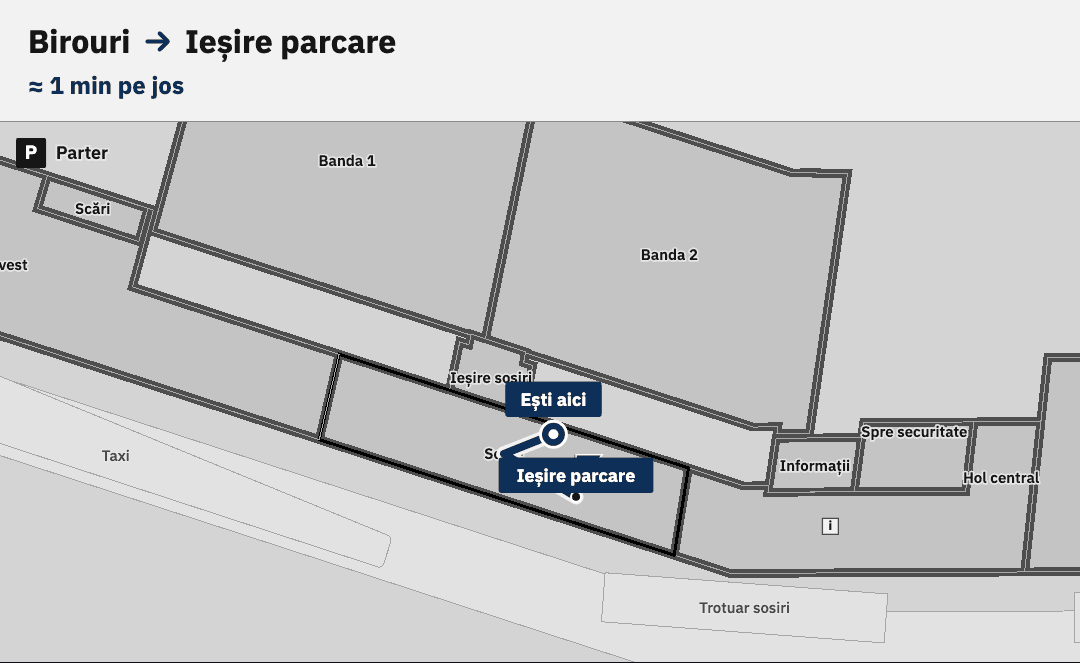 Birouri → Ieșire parcare
≈ 1 min pe jos
P Parter
Banda 1
Scări
Banda 2
vest
Ieșire sosiri
Ești aici
Spre securitate
Informații
Ieșire parcare
Hol central
Taxi
i
Trotuar sosiri